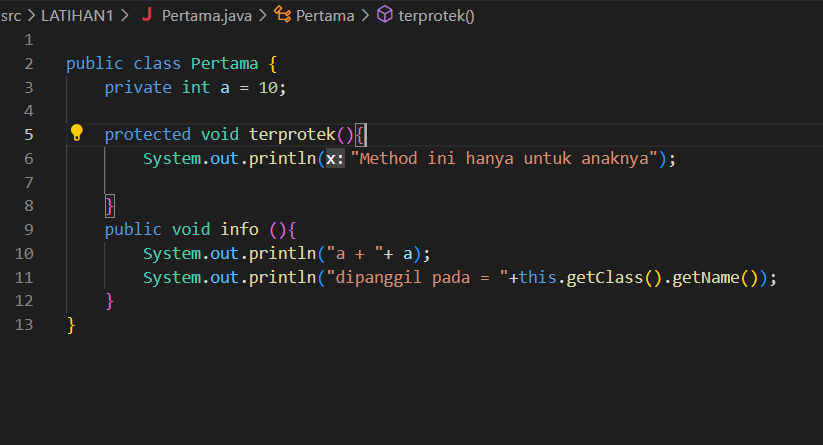 src > LATIHAN1 > J Pertama.java > Pertama > terprotek()
1
2 public class Pertama {
3 private int a = 10;
4
5 protected void terprotek(){
6 System.out.println(x: "Method ini hanya untuk anaknya");
7
8 }
9 public void info (){
10 System.out.println("a + "+ a);
11 System.out.println("dipanggil pada = "+this.getClass().getName());
12 }
13 }